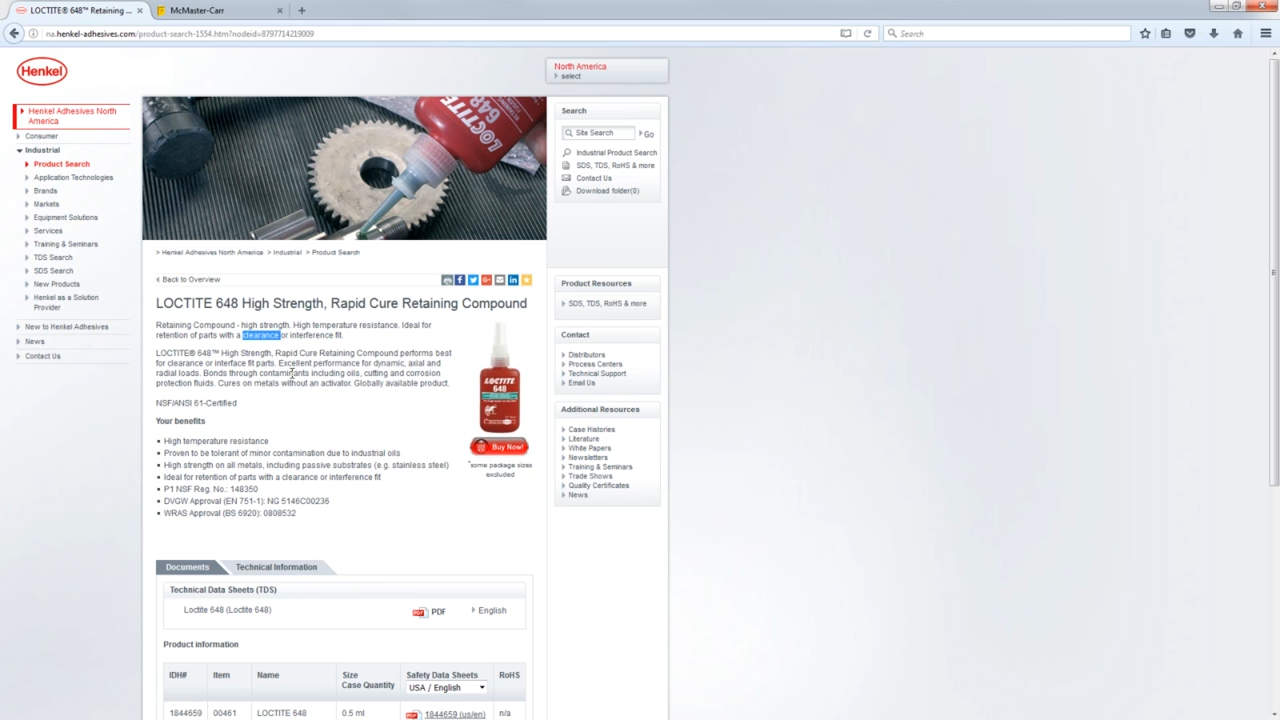 LOCTITE 648™ Retaining ...
McMaster-Carr
na.henkel-adhesives.com/product-search-1554.htm?nodeid=8797714219009
Search
Henkel
North America
select
Henkel Adhesives North
America
Consumer
Industrial
Product Search
Application Technologies
Brands
Markets
Equipment Solutions
Services
Training & Seminars
TDS Search
SDS Search
New Products
Henkel as a Solution
Provider
New to Henkel Adhesives
News
Contact Us
LOCTITE
648
Search
Site Search
Go
Industrial Product Search
SDS, TDS, RoHS & more
Contact Us
Download folder(0)
> Henkel Adhesives North America > Industrial > Product Search
Back to Overview
LOCTITE 648 High Strength, Rapid Cure Retaining Compound
Retaining Compound - high strength. High temperature resistance. Ideal for
retention of parts with a clearance or interference fit.
LOCTITE® 648™ High Strength, Rapid Cure Retaining Compound performs best
for clearance or interface fit parts. Excellent performance for dynamic, axial and
radial loads. Bonds through contaminants including oils, cutting and corrosion
protection fluids. Cures on metals without an activator. Globally available product.
NSF/ANSI 61-Certified
Your benefits
High temperature resistance
Proven to be tolerant of minor contamination due to industrial oils
High strength on all metals, including passive substrates (e.g. stainless steel)
Ideal for retention of parts with a clearance or interference fit
P1 NSF Reg. No.: 148350
DVGW Approval (EN 751-1): NG 5146C00236
WRAS Approval (BS 6920): 0808532
LOCTITE
648
Buy Now!
*some package sizes
excluded
Product Resources
SDS, TDS, RoHS & more
Contact
Distributors
Process Centers
Technical Support
Email Us
Additional Resources
Case Histories
Literature
White Papers
Newsletters
Training & Seminars
Trade Shows
Quality Certificates
News
Documents
Technical Information
Technical Data Sheets (TDS)
Loctite 648 (Loctite 648)
PDF
English
Product information
IDH#
Item
Name
Size
Case Quantity
Safety Data Sheets
USA / English
RoHS
1844659
00461
LOCTITE 648
0.5 ml
1844659 (us/en)
n/a